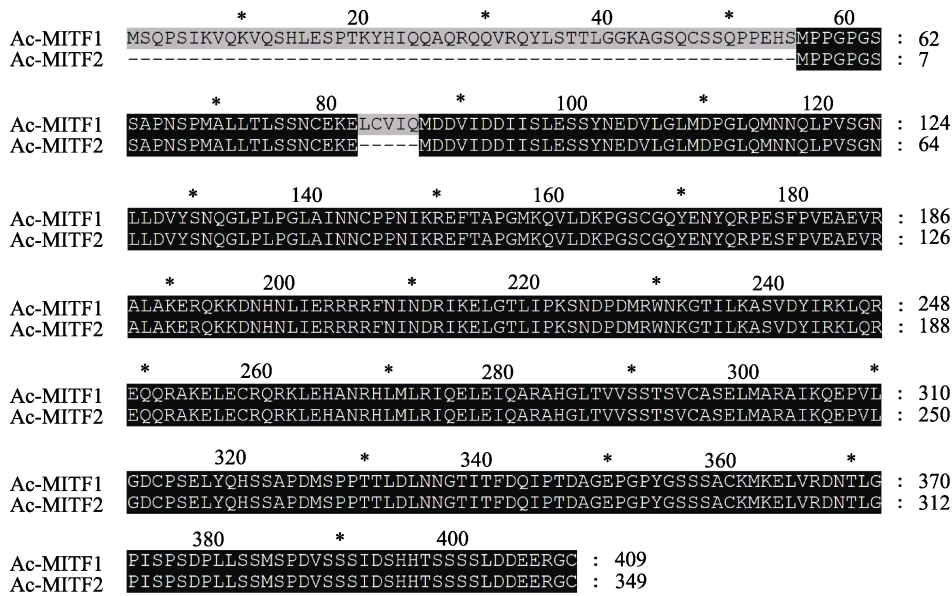 * 20 * 40 * 60
Ac-MITF1 MSQPSIKVQKVQSHLESPTKYHIQQAQRQQVRQYLSTTLGGKAGSQCSSQPPEHSMPPGPGS : 62
Ac-MITF2 -------------------------------------------------------MPPGPGS : 7
* 80 * 100 * 120
Ac-MITF1 SAPNSPMALLTLSSNCEKELCVIQMDDVIDDIISLESSYNEDVLGLMDPGLQMNNQLPVSGN : 124
Ac-MITF2 SAPNSPMALLTLSSNCEKE-----MDDVIDDIISLESSYNEDVLGLMDPGLQMNNQLPVSGN : 64
* 140 * 160 * 180
Ac-MITF1 LLDVYSNQGLPLPGLAINNCPPNIKREFTAPGMKQVLDKPGSCGQYENYQRPESFPVEAEVR : 186
Ac-MITF2 LLDVYSNQGLPLPGLAINNCPPNIKREFTAPGMKQVLDKPGSCGQYENYQRPESFPVEAEVR : 126
* 200 * 220 * 240
Ac-MITF1 ALAKERQKKDNHNLIERRRRFNINDRIKELGTLIPKSNDPDMRWNKGTILKASVDYIRKLQR : 248
Ac-MITF2 ALAKERQKKDNHNLIERRRRFNINDRIKELGTLIPKSNDPDMRWNKGTILKASVDYIRKLQR : 188
* 260 * 280 * 300 *
Ac-MITF1 EQQRAKELECRQRKLEHANRHLMLRIQELEIQARAHGLTVVSSTSVCASELMARAIKQEPVL : 310
Ac-MITF2 EQQRAKELECRQRKLEHANRHLMLRIQELEIQARAHGLTVVSSTSVCASELMARAIKQEPVL : 250
320 * 340 * 360 *
Ac-MITF1 GDCPSELYQHSSAPDMSPPTTLDLNNGTITFDQIPTDAGEPGPYGSSSACKMKELVRDNTLG : 370
Ac-MITF2 GDCPSELYQHSSAPDMSPPTTLDLNNGTITFDQIPTDAGEPGPYGSSSACKMKELVRDNTLG : 312
380 * 400
Ac-MITF1 PISPSDPLLSSMSPDVSSSIDSHHTSSSSLDDEERGC : 409
Ac-MITF2 PISPSDPLLSSMSPDVSSSIDSHHTSSSSLDDEERGC : 349